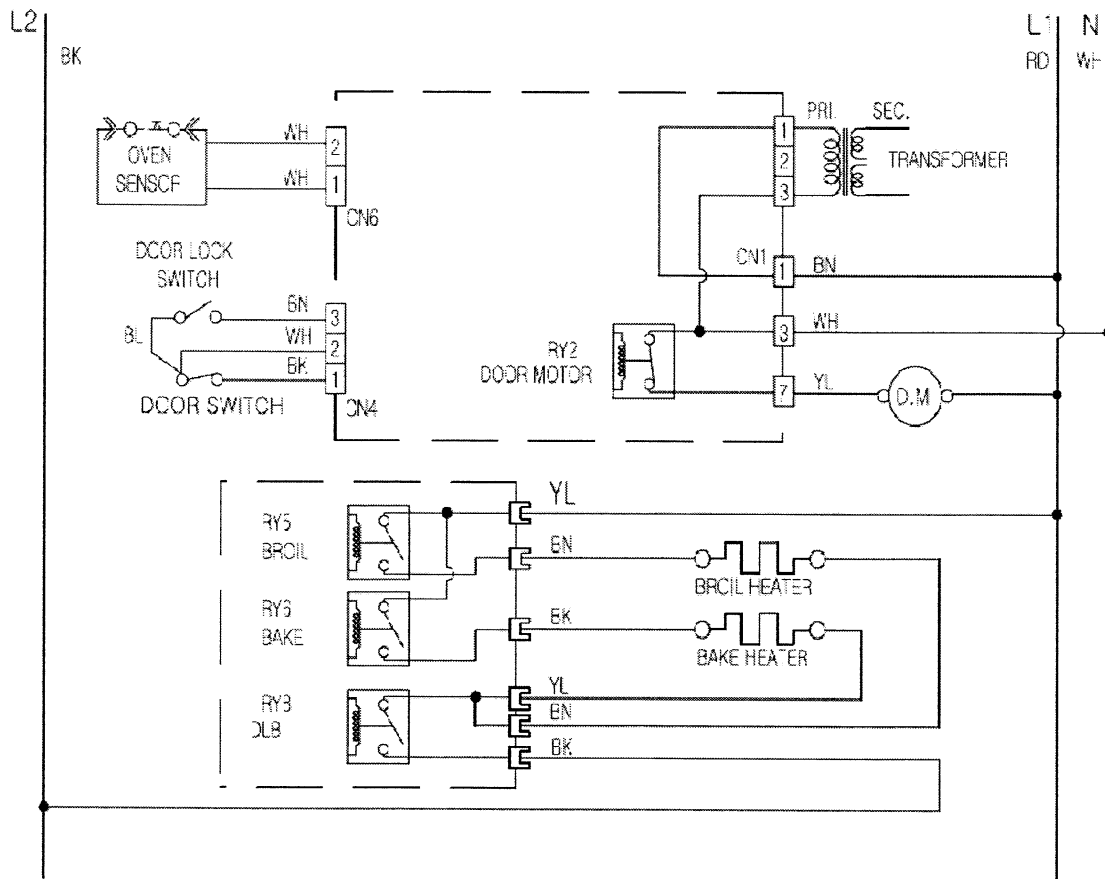 L2
L1 N
BK
RD WH
OVEN
SENSOR
WH
WH
2
1
CN6
PRI. SEC.
1
2
3
TRANSFORMER
CN1
1
BN
DOOR LOCK
SWITCH
BL
BN
WH
BK
3
2
1
DOOR SWITCH
CN4
RY2
DOOR MOTOR
3
WH
7
YL
D.M
RY5
BROIL
YL
BN
BROIL HEATER
RY6
BAKE
BK
BAKE HEATER
DLB
YL
BN
BK